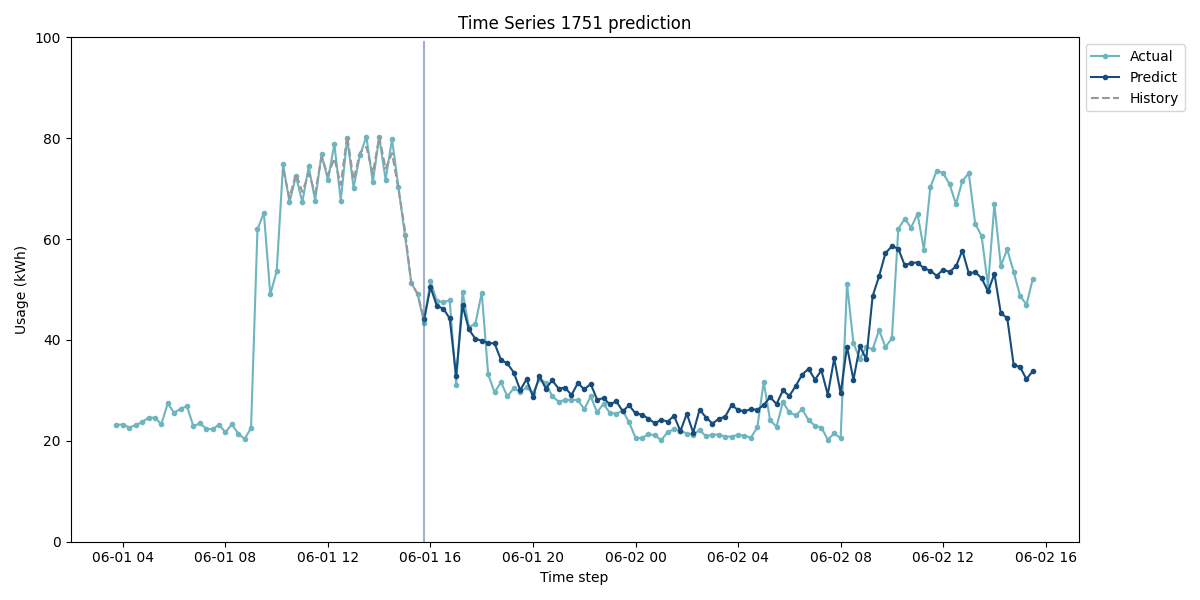 Time Series 1751 prediction
100
80
60
40
20
0
Usage (kWh)
06-01 04
06-01 08
06-01 12
06-01 16
06-01 20
06-02 00
06-02 04
06-02 08
06-02 12
06-02 16
Time step
Actual
Predict
History